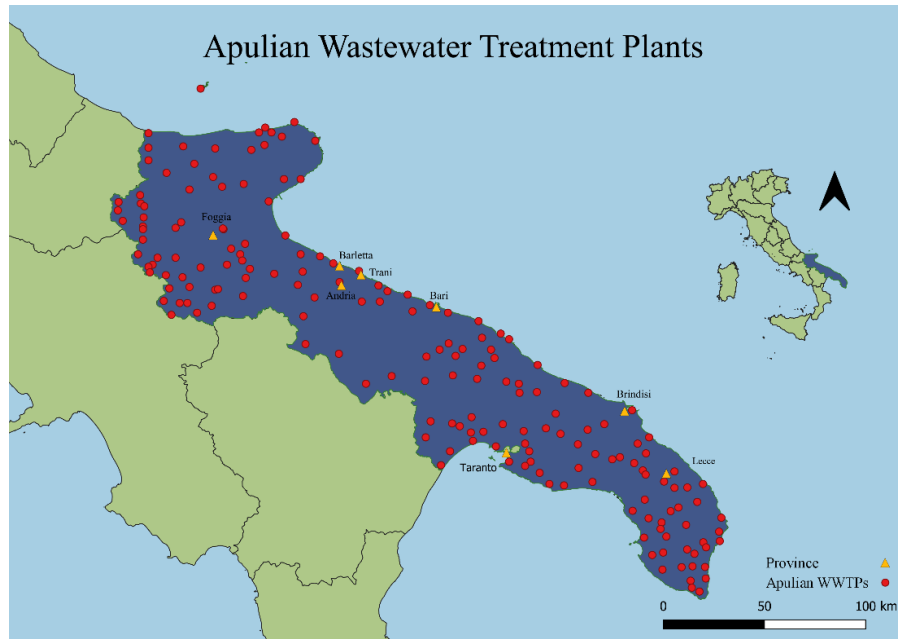 Apulian Wastewater Treatment Plants
Foggia
Barletta
Trani
Andria
Bari
Brindisi
Taranto
Lecce
Province
Apulian WWTPs
0 50 100 km